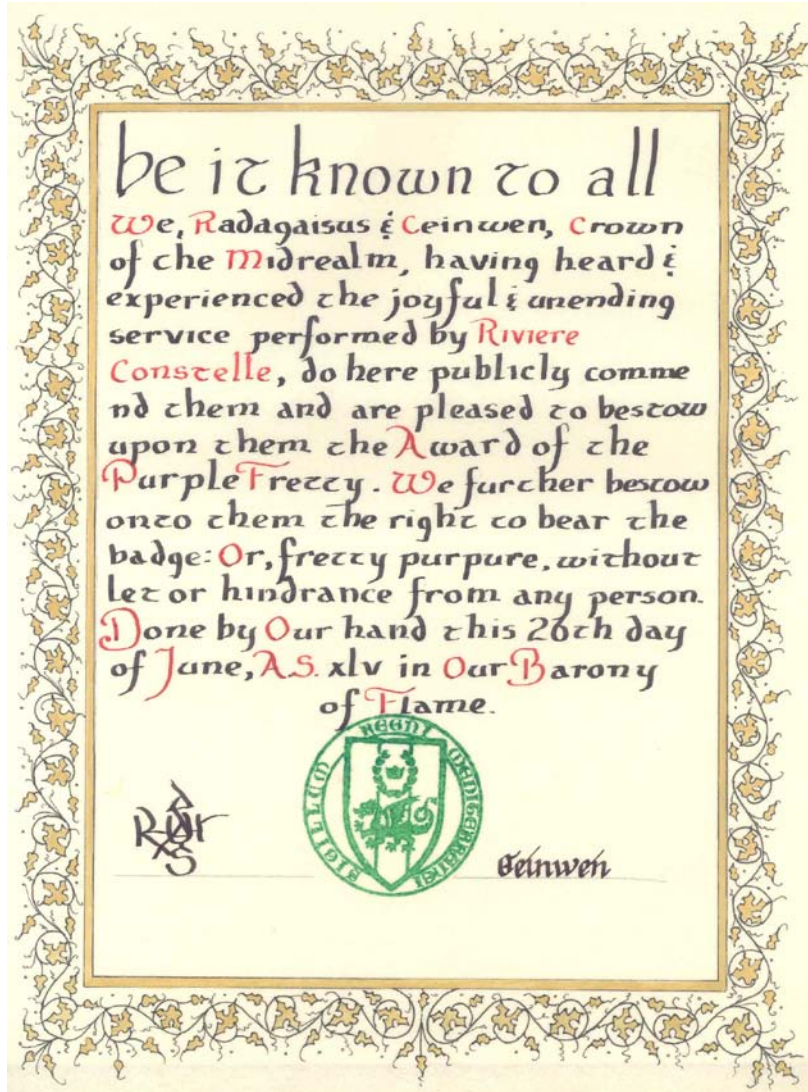 be it known to all
We, Radagaisus & Ceinwen, Crown
of the Midrealm, having heard &
experienced the joyful & unending
service performed by Riviere
Constelle, do here publicly comme
nd them and are pleased to bestow
upon them the Award of the
Purple Fretty. We further bestow
onto them the right to bear the
badge: Or, fretty purpure, without
let or hindrance from any person.
Done by Our hand this 26th day
of June, A.S. xlv in Our Barony
of Flame.
SIGILLUM
Ceinwen